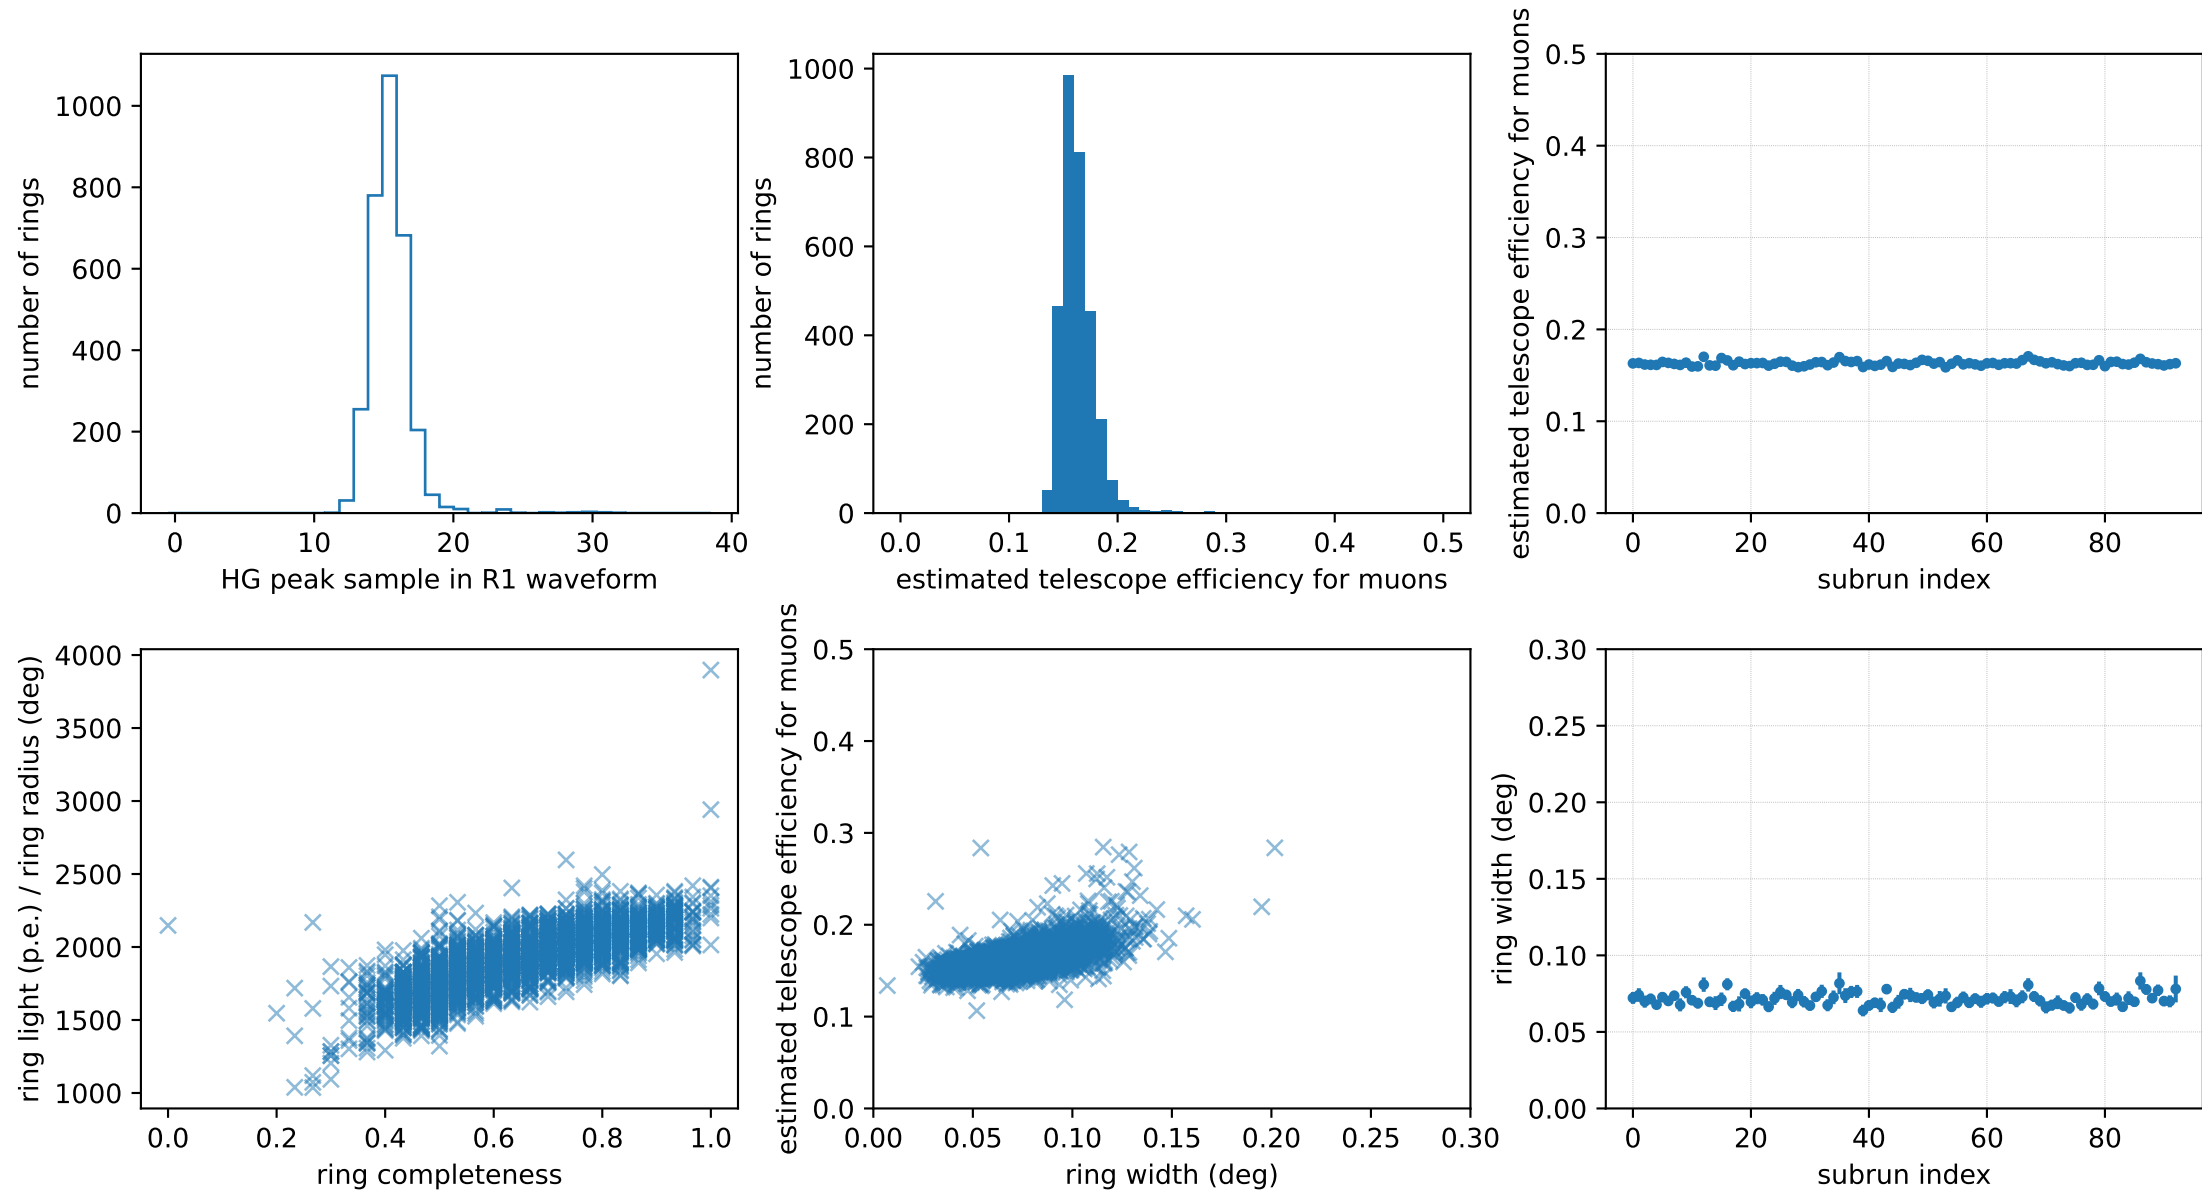 number of rings
1000
800
600
400
200
0
0 10 20 30 40
HG peak sample in R1 waveform
number of rings
1000
800
600
400
200
0
0.0 0.1 0.2 0.3 0.4 0.5
estimated telescope efficiency for muons
estimated telescope efficiency for muons
0.5
0.4
0.3
0.2
0.1
0.0
0 20 40 60 80
subrun index
ring light (p.e.) / ring radius (deg)
4000
3500
3000
2500
2000
1500
1000
0.0 0.2 0.4 0.6 0.8 1.0
ring completeness
estimated telescope efficiency for muons
0.5
0.4
0.3
0.2
0.1
0.0
0.00 0.05 0.10 0.15 0.20 0.25 0.30
ring width (deg)
ring width (deg)
0.30
0.25
0.20
0.15
0.10
0.05
0.00
0 20 40 60 80
subrun index